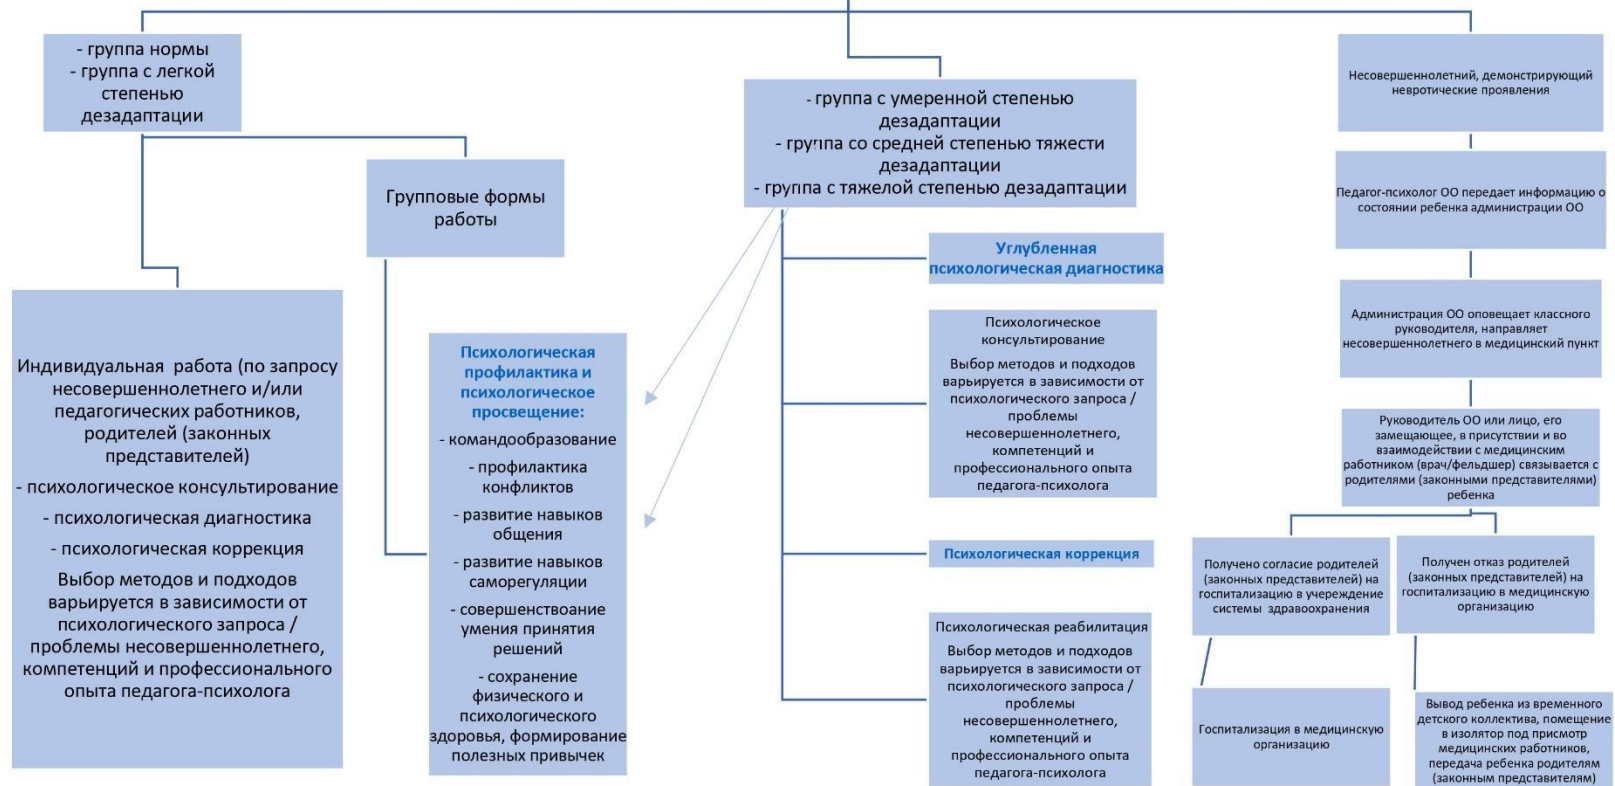 - группа нормы
- группа с легкой
степенью
дезадаптации
Групповые формы
работы
Индивидуальная работа (по запросу
несовершеннолетнего и/или
педагогических работников,
родителей (законных
представителей)
- психологическое консультирование
- психологическая диагностика
- психологическая коррекция
Выбор методов и подходов
варьируется в зависимости от
психологического запроса /
проблемы несовершеннолетнего,
компетенций и профессионального
опыта педагога-психолога
Психологическая
профилактика и
психологическое
просвещение:
- командообразование
- профилактика
конфликтов
- развитие навыков
общения
- развитие навыков
саморегуляции
- совершенствоание
умения принятия
решений
- сохранение
физического и
психологического
здоровья, формирование
полезных привычек
- группа с умеренной степенью
дезадаптации
- группа со средней степенью тяжести
дезадаптации
- группа с тяжелой степенью дезадаптации
Углубленная
психологическая диагностика
Психологическое
консультирование
Выбор методов и подходов
варьируется в зависимости от
психологического запроса /
проблемы
несовершеннолетнего,
компетенций и
профессионального опыта
педагога-психолога
Психологическая коррекция
Психологическая реабилитация
Выбор методов и подходов
варьируется в зависимости от
психологического запроса /
проблемы
несовершеннолетнего,
компетенций и
профессионального опыта
педагога-психолога
Несовершеннолетний, демонстрирующий
невротические проявления
Педагог-психолог ОО передает информацию о
состоянии ребенка администрации ОО
Администрация ОО оповещает классного
руководителя, направляет
несовершеннолетнего в медицинский пункт
Руководитель ОО или лицо, его
замещающее, в присутствии и во
взаимодействии с медицинским
работником (врач/фельдшер) связывается с
родителями (законными представителями)
ребенка
Получено согласие родителей
(законных представителей) на
госпитализацию в учереждение
системы здравоохранения
Получен отказ родителей
(законных представителей) на
госпитализацию в медицинскую
организацию
Госпитализация в медицинскую
организацию
Вывод ребенка из временного
детского коллектива, помещение
в изолятор под присмотр
медицинских работников,
передача ребенка родителям
(законным представителям)